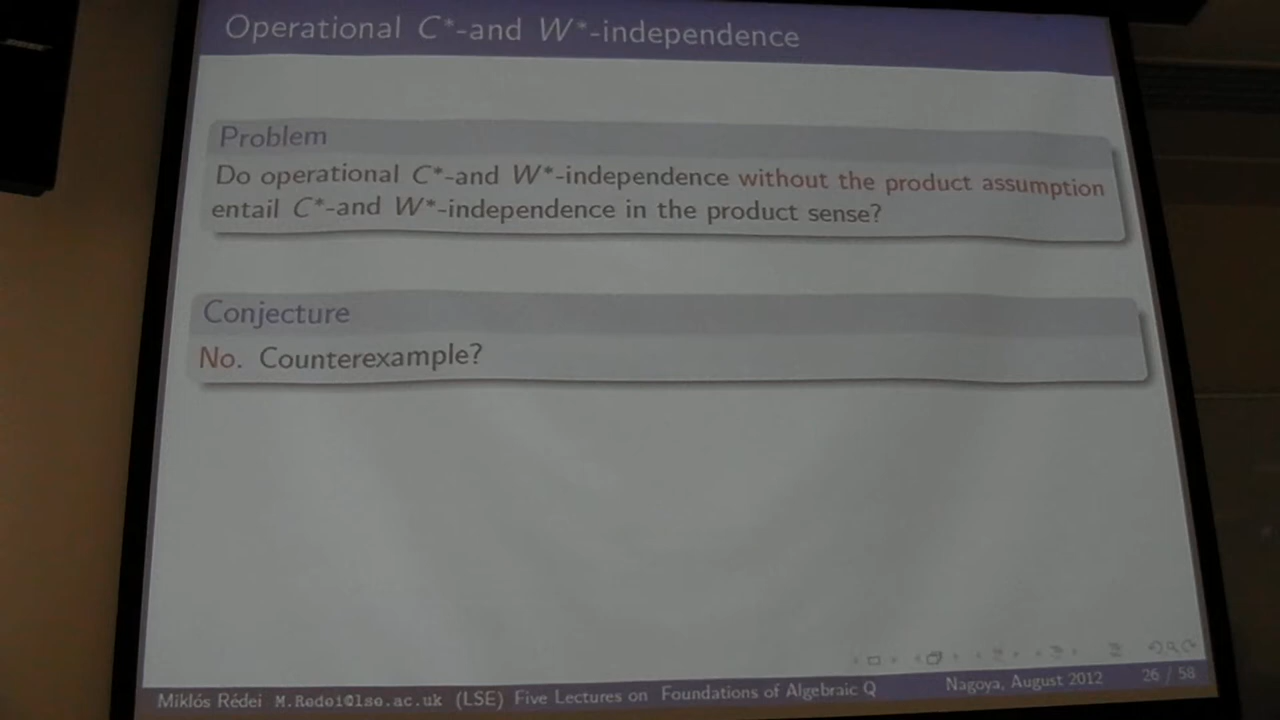 Operational C*-and W*-independence
Problem
Do operational C*-and W*-independence without the product assumption
entail C*-and W*-independence in the product sense?
Conjecture
No. Counterexample?
Miklós Rédei M.Redei@lse.ac.uk (LSE) Five Lectures on Foundations of Algebraic Q Nagoya, August 2012 26 / 58